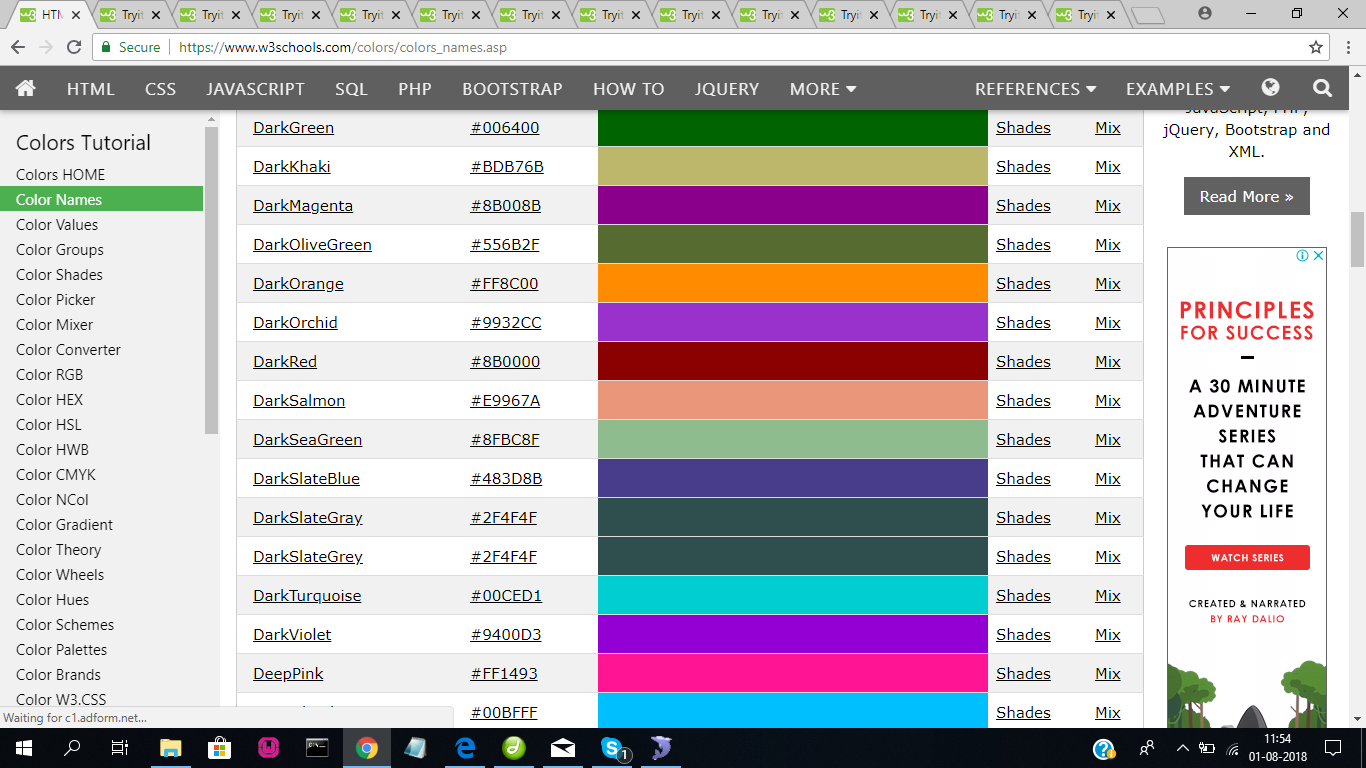 HTM
Tryit
Tryit
Tryit
Tryit
Tryit
Tryit
Tryit
Tryit
Tryit
Tryit
Tryit
Tryit
Tryit
Secure https://www.w3schools.com/colors/colors_names.asp
HTML CSS JAVASCRIPT SQL PHP BOOTSTRAP HOW TO JQUERY MORE REFERENCES EXAMPLES
Colors Tutorial
Colors HOME
Color Names
Color Values
Color Groups
Color Shades
Color Picker
Color Mixer
Color Converter
Color RGB
Color HEX
Color HSL
Color HWB
Color CMYK
Color NCol
Color Gradient
Color Theory
Color Wheels
Color Hues
Color Schemes
Color Palettes
Color Brands
Color W3.CSS
DarkGreen #006400 Shades Mix
DarkKhaki #BDB76B Shades Mix
DarkMagenta #8B008B Shades Mix
DarkOliveGreen #556B2F Shades Mix
DarkOrange #FF8C00 Shades Mix
DarkOrchid #9932CC Shades Mix
DarkRed #8B0000 Shades Mix
DarkSalmon #E9967A Shades Mix
DarkSeaGreen #8FBC8F Shades Mix
DarkSlateBlue #483D8B Shades Mix
DarkSlateGray #2F4F4F Shades Mix
DarkSlateGrey #2F4F4F Shades Mix
DarkTurquoise #00CED1 Shades Mix
DarkViolet #9400D3 Shades Mix
DeepPink #FF1493 Shades Mix
#00BFFF Shades Mix
JavaScript, PHP,
jQuery, Bootstrap and
XML.
Read More »
PRINCIPLES
FOR SUCCESS
A 30 MINUTE
ADVENTURE
SERIES
THAT CAN
CHANGE
YOUR LIFE
WATCH SERIES
CREATED & NARRATED
BY RAY DALIO
Waiting for c1.adform.net...
1
11:54
01-08-2018